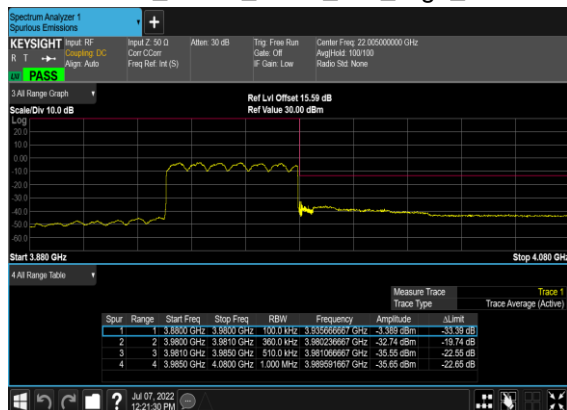 Spectrum Analyzer 1
Spurious Emissions
KEYSIGHT
R T
PASS
Input: RF
Coupling: DC
Align: Auto
Input Z: 50 Ω
Corr CCorr
Freq Ref: Int (S)
Atten: 30 dB
Trig: Free Run
Gate: Off
IF Gain: Low
Center Freq: 22.005000000 GHz
Avg|Hold: 100/100
Radio Std: None
3 All Range Graph
Scale/Div 10.0 dB
Ref Lvl Offset 15.59 dB
Ref Value 30.00 dBm
Log
20.0
10.0
0.00
-10.0
-20.0
-30.0
-40.0
-50.0
-60.0
Start 3.880 GHz
Stop 4.080 GHz
4 All Range Table
Measure Trace Trace 1
Trace Type Trace Average (Active)
Spur Range Start Freq Stop Freq RBW Frequency Amplitude ΔLimit
1 1 3.8800 GHz 3.9800 GHz 100.0 kHz 3.935666667 GHz -3.389 dBm -33.39 dB
2 2 3.9800 GHz 3.9810 GHz 360.0 kHz 3.980236667 GHz -32.74 dBm -19.74 dB
3 3 3.9810 GHz 3.9850 GHz 510.0 kHz 3.981066667 GHz -35.55 dBm -22.55 dB
4 4 3.9850 GHz 4.0800 GHz 1.000 MHz 3.989591667 GHz -35.65 dBm -22.65 dB
Jul 07, 2022
12:21:30 PM